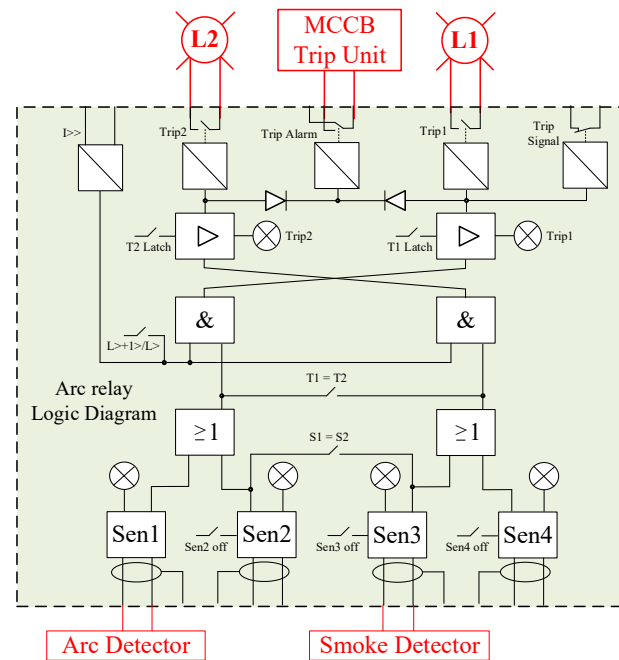 L2
MCCB
Trip Unit
L1
I>>
Trip2
Trip Alarm
Trip1
Trip
Signal
T2 Latch
Trip2
T1 Latch
Trip1
&
&
L>+1>/L>
T1 = T2
Arc relay
Logic Diagram
≥1
≥1
S1 = S2
Sen1
Sen2
Sen3
Sen4
Sen2 off
Sen3 off
Sen4 off
Arc Detector
Smoke Detector